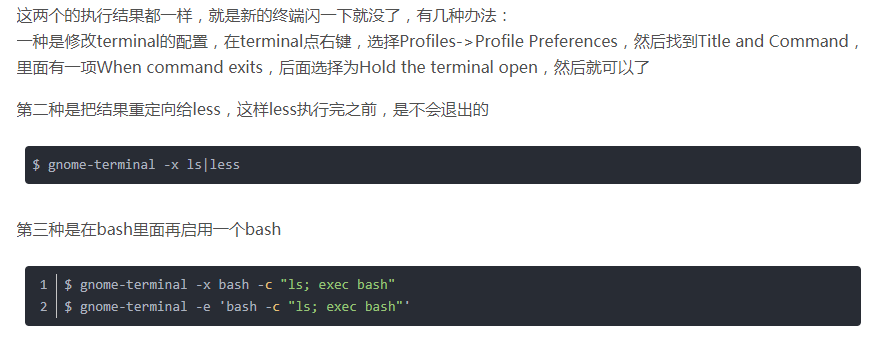 这两个的执行结果都一样，就是新的终端闪一下就没了，有几种办法：
一种是修改terminal的配置，在terminal点右键，选择Profiles->Profile Preferences，然后找到Title and Command，
里面有一项When command exits，后面选择为Hold the terminal open，然后就可以了
第二种是把结果重定向给less，这样less执行完之前，是不会退出的
$ gnome-terminal -x ls|less
第三种是在bash里面再启用一个bash
1 $ gnome-terminal -x bash -c "ls; exec bash"
2 $ gnome-terminal -e 'bash -c "ls; exec bash"'